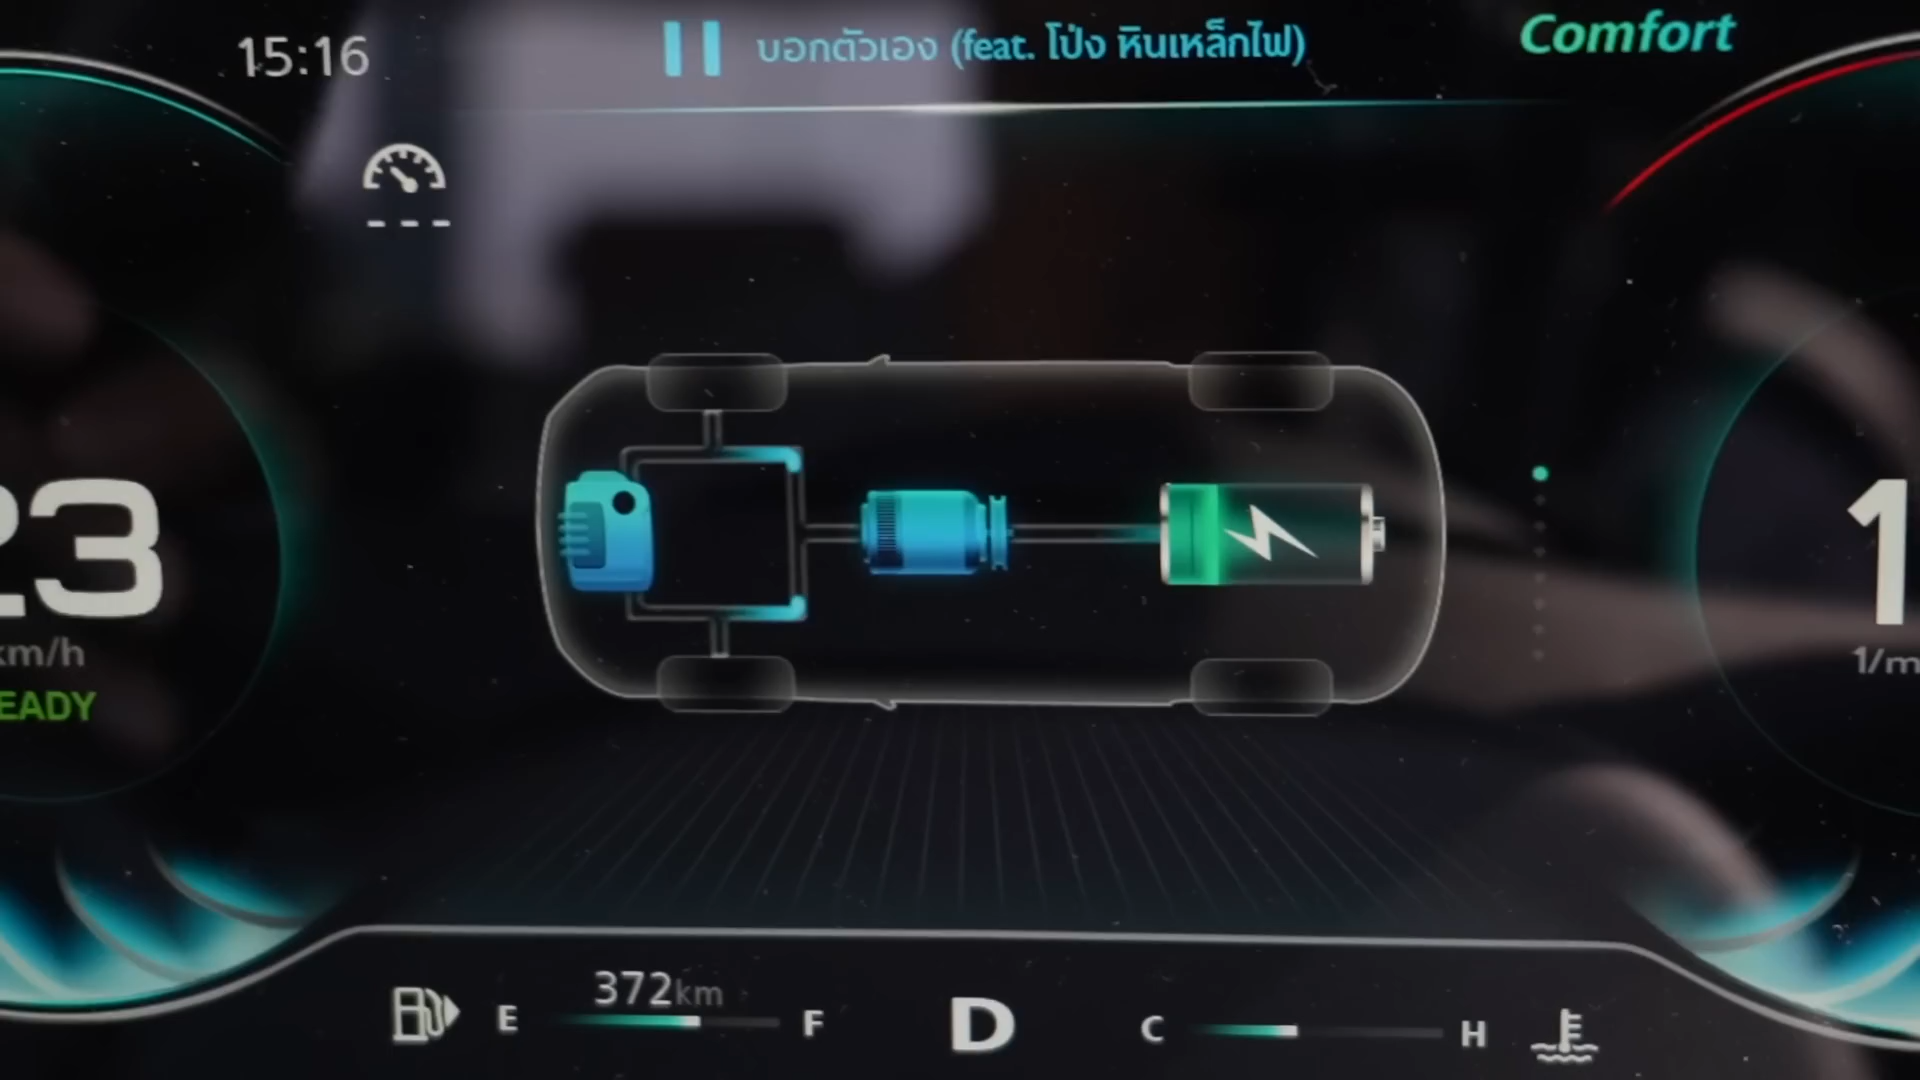 15:16
บอกตัวเอง (feat. โป่ง หินเหล็กไฟ)
Comfort
---
23
km/h
EADY
1
1/m
372km
E
F
D
C
H